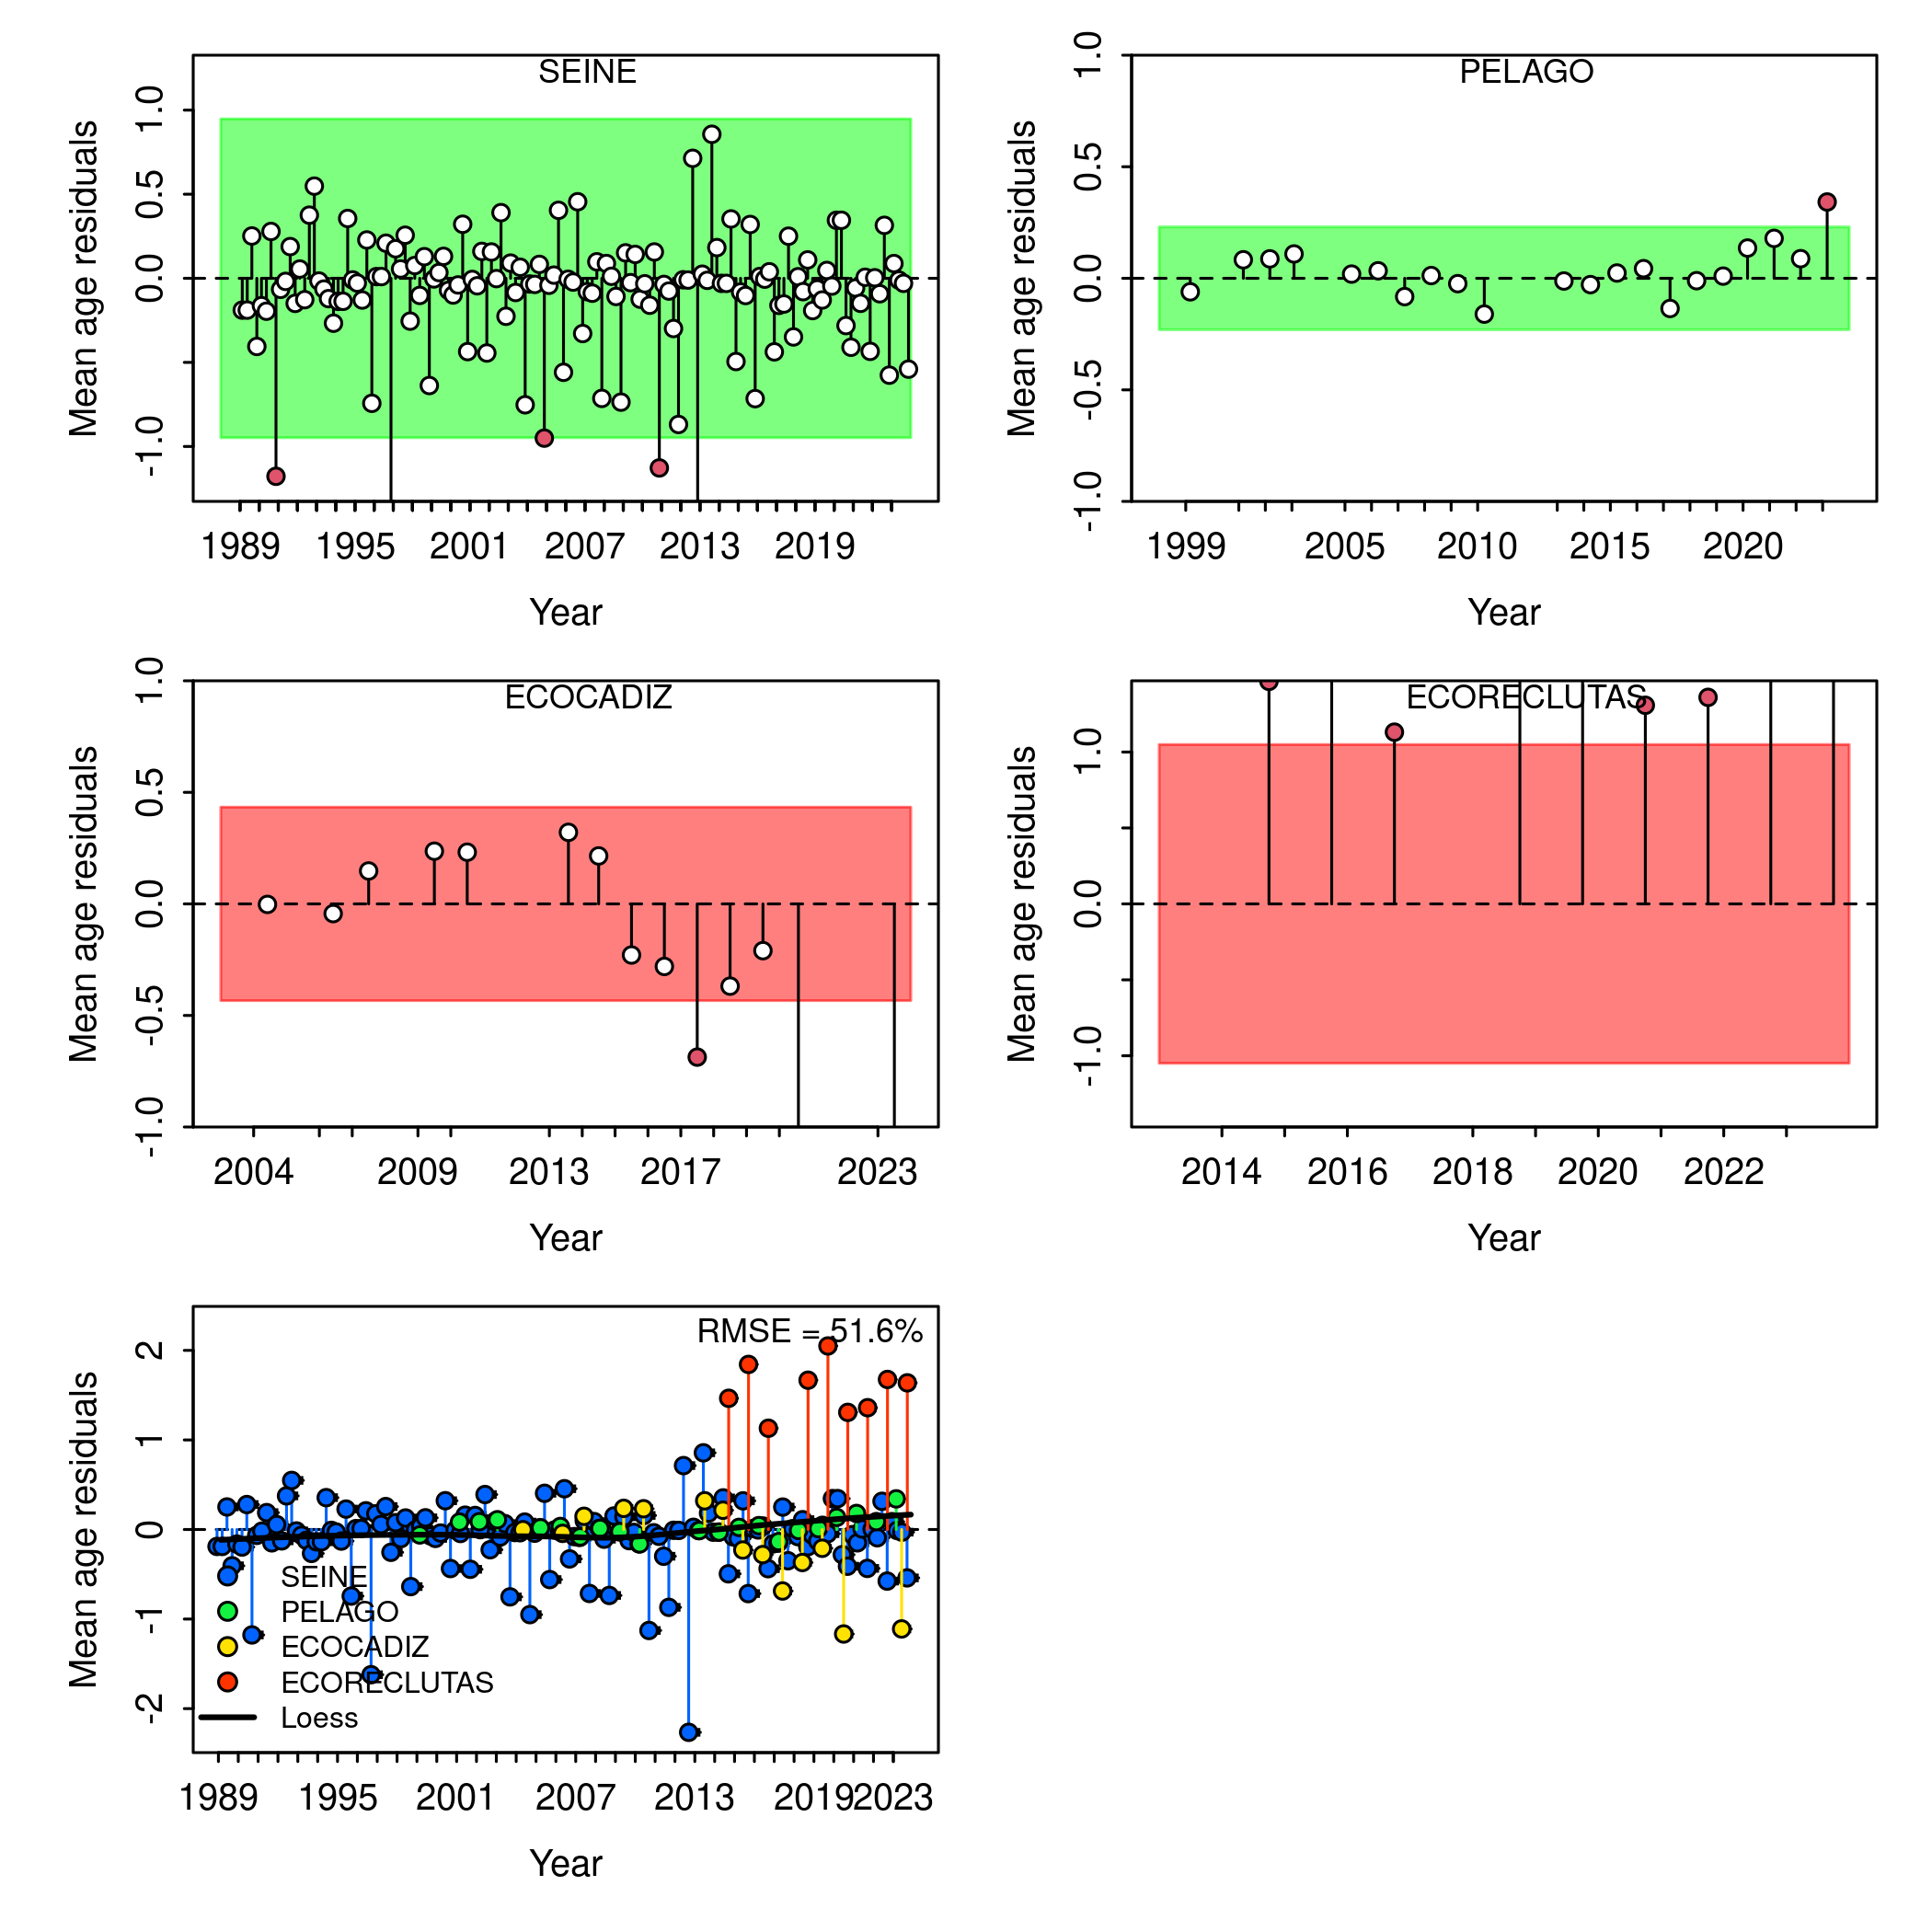 SEINE
Mean age residuals
1.0
0.5
0.0
-1.0
1989 1995 2001 2007 2013 2019
Year
PELAGO
Mean age residuals
1.0
0.5
0.0
-0.5
-1.0
1999 2005 2010 2015 2020
Year
ECOCADIZ
Mean age residuals
1.0
0.5
0.0
-0.5
-1.0
2004 2009 2013 2017 2023
Year
ECORECLUTAS
Mean age residuals
1.0
0.0
-1.0
2014 2016 2018 2020 2022
Year
RMSE = 51.6%
Mean age residuals
2
1
0
-1
-2
SEINE
PELAGO
ECOCADIZ
ECORECLUTAS
Loess
1989 1995 2001 2007 2013 2019 2023
Year